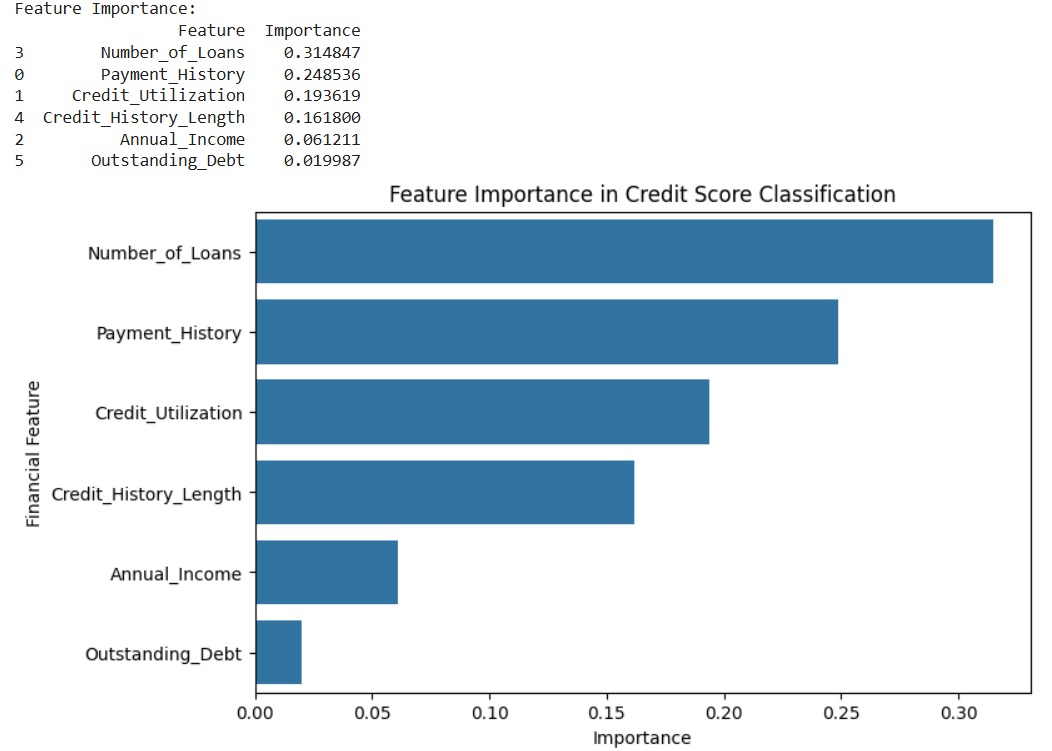 Feature Importance:
Feature Importance
3 Number_of_Loans 0.314847
0 Payment_History 0.248536
1 Credit_Utilization 0.193619
4 Credit_History_Length 0.161800
2 Annual_Income 0.061211
5 Outstanding_Debt 0.019987
Feature Importance in Credit Score Classification
Financial Feature
Number_of_Loans
Payment_History
Credit_Utilization
Credit_History_Length
Annual_Income
Outstanding_Debt
0.00 0.05 0.10 0.15 0.20 0.25 0.30
Importance